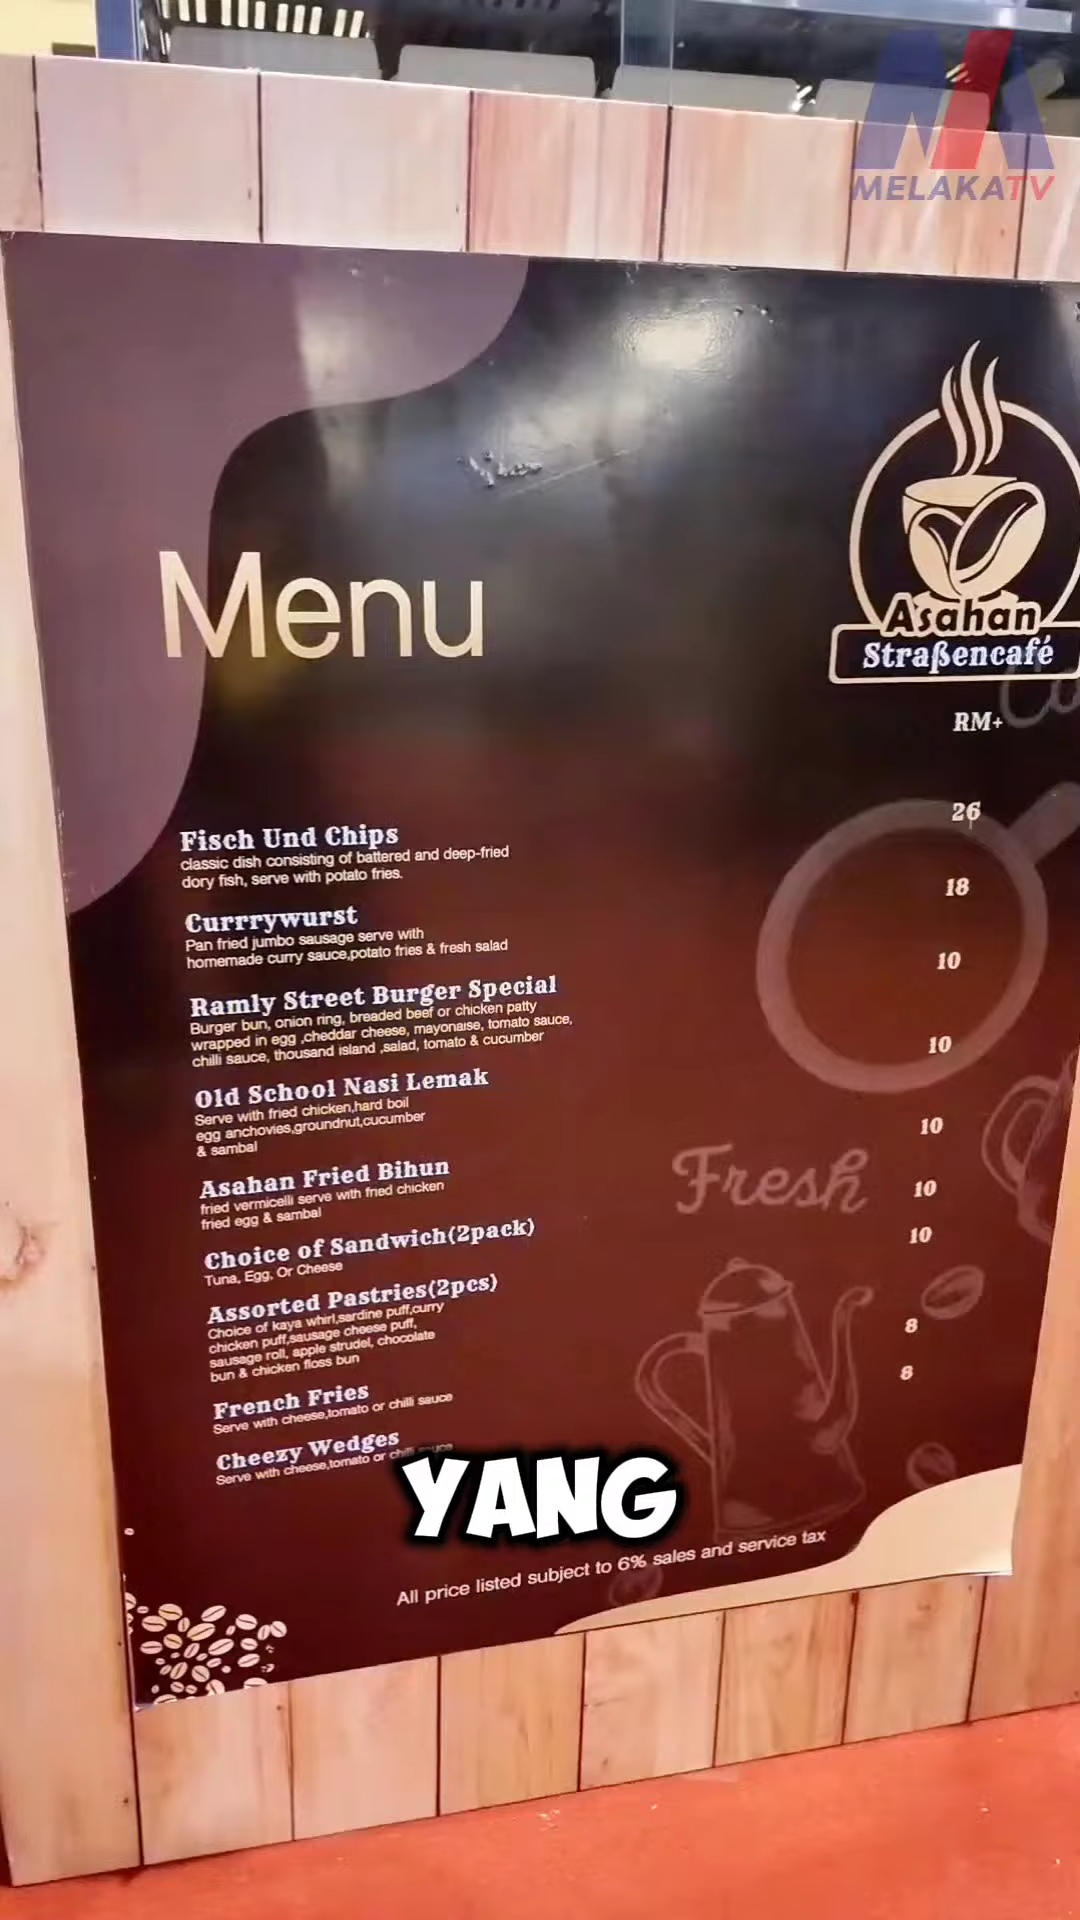 MELAKATV
Menu
Asahan
Straßencafé
RM+
Fisch Und Chips 26
classic dish consisting of battered and deep-fried
dory fish, serve with potato fries.
Currrywurst 18
Pan fried jumbo sausage serve with
homemade curry sauce,potato fries & fresh salad
Ramly Street Burger Special 10
Burger bun, onion ring, breaded beef or chicken patty
wrapped in egg ,cheddar cheese, mayonaise, tomato sauce,
chilli sauce, thousand island ,salad, tomato & cucumber
Old School Nasi Lemak 10
Serve with fried chicken,hard boil
egg anchovies,groundnut,cucumber
& sambal
Asahan Fried Bihun 10
fried vermicelli serve with fried chicken
fried egg & sambal
Choice of Sandwich(2pack) 10
Tuna, Egg, Or Cheese
Assorted Pastries(2pcs) 10
Choice of kaya whirl,sardine puff,curry
chicken puff,sausage cheese puff,
sausage roll, apple strudel, chocolate
bun & chicken floss bun
French Fries 8
Serve with cheese,tomato or chilli sauce
Cheezy Wedges 8
Serve with cheese,tomato or chilli sauce
Fresh
YANG
All price listed subject to 6% sales and service tax